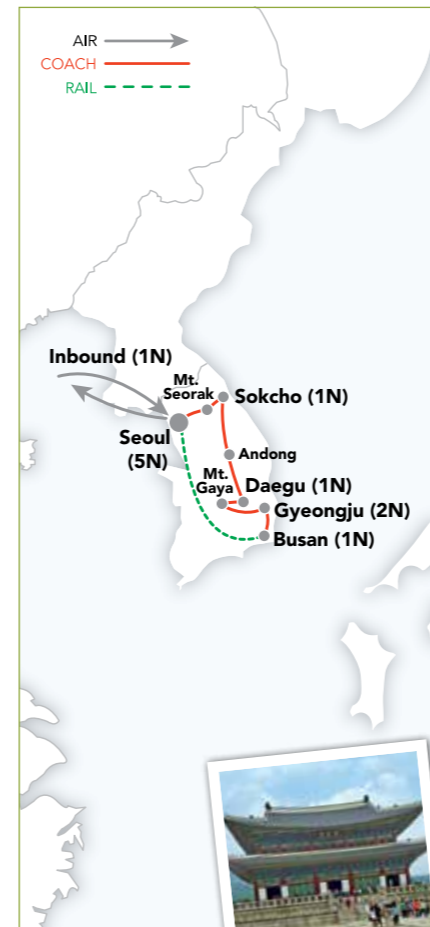 AIR
COACH
RAIL
Inbound (1N)
Mt.
Seorak
Sokcho (1N)
Seoul
(5N)
Andong
Mt.
Gaya
Daegu (1N)
Gyeongju (2N)
Busan (1N)